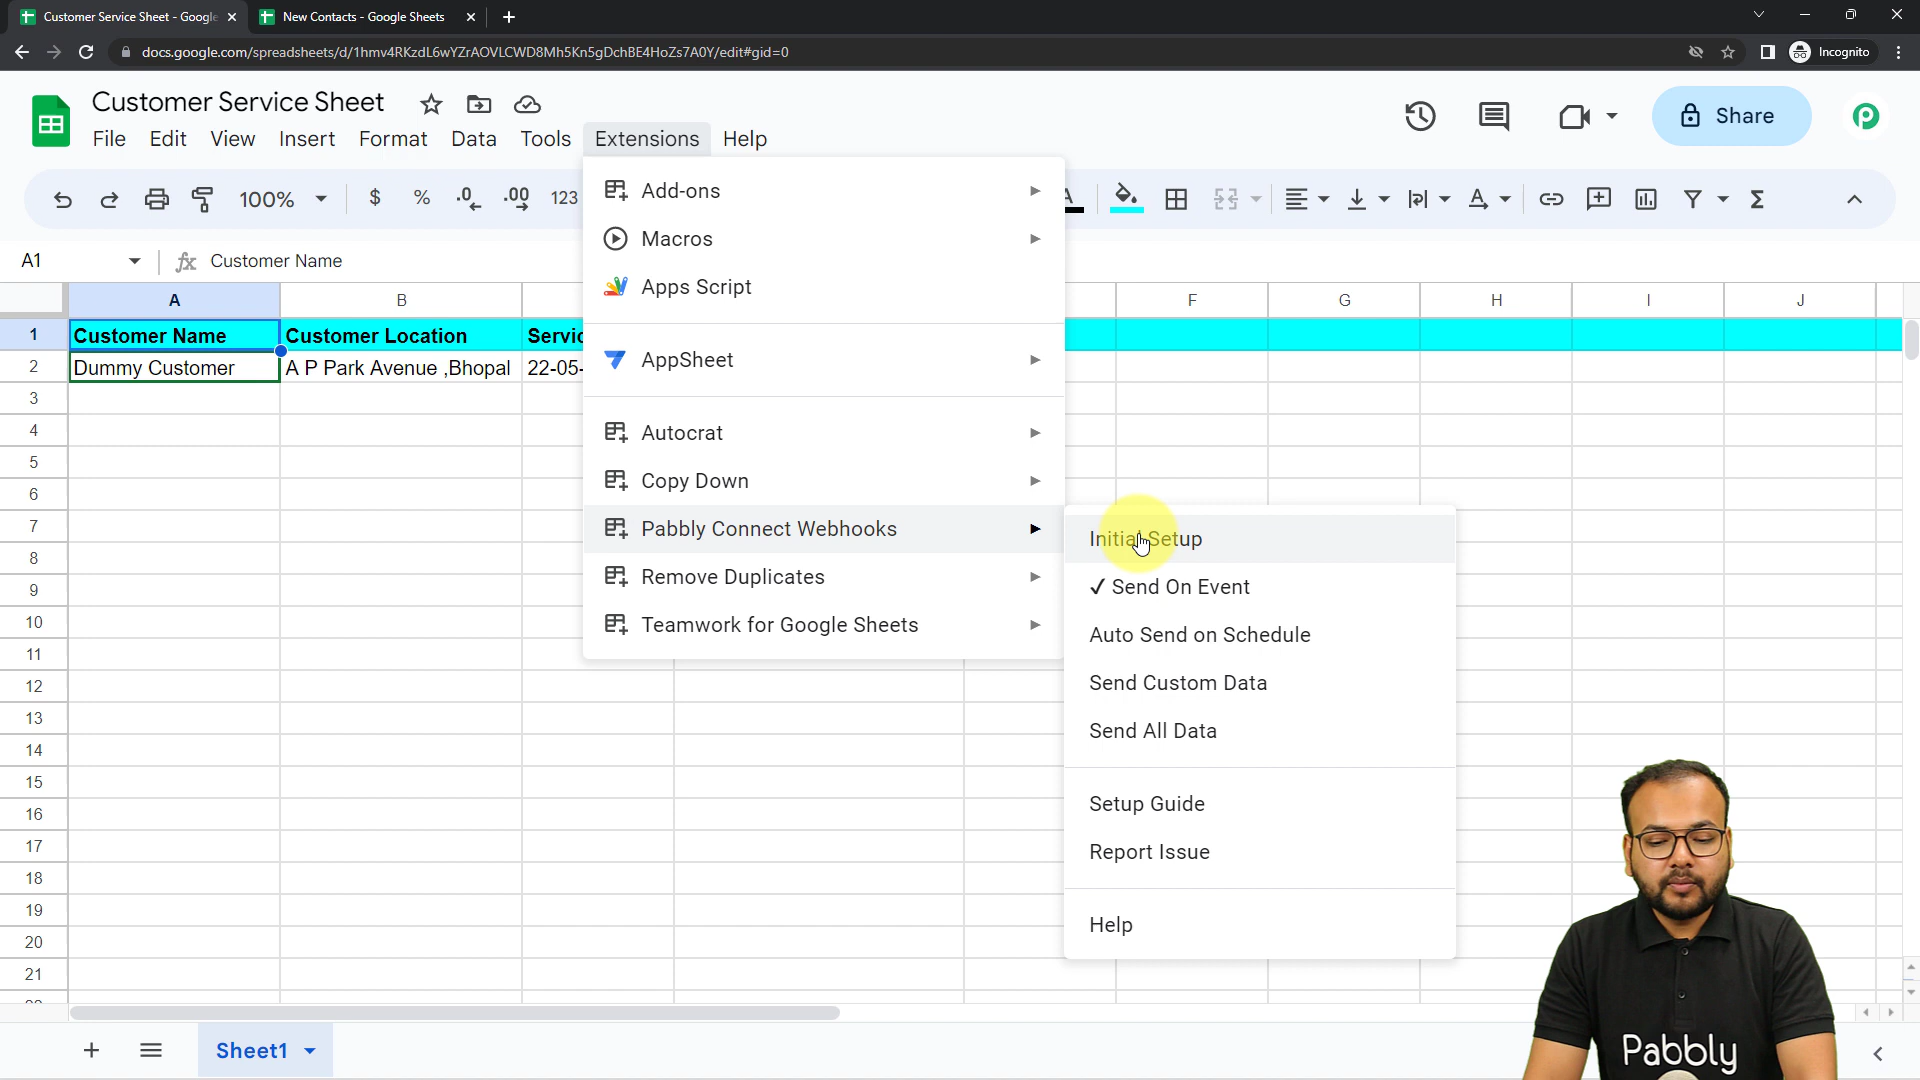 Customer Service Sheet - Google
New Contacts - Google Sheets
docs.google.com/spreadsheets/d/1hmv4RKzdL6wYZrAOVLCWD8Mh5Kn5gDchBE4HoZs7A0Y/edit#gid=0
Incognito
Customer Service Sheet
File Edit View Insert Format Data Tools Extensions Help
Share
100% $ % .0 .00 123
A1
Customer Name
A B F G H I J
1 Customer Name Customer Location Servic
2 Dummy Customer A P Park Avenue ,Bhopal 22-05-
3
4
5
6
7
8
9
10
11
12
13
14
15
16
17
18
19
20
21
Add-ons
Macros
Apps Script
AppSheet
Autocrat
Copy Down
Pabbly Connect Webhooks
Remove Duplicates
Teamwork for Google Sheets
Initial Setup
✓ Send On Event
Auto Send on Schedule
Send Custom Data
Send All Data
Setup Guide
Report Issue
Help
Sheet1
Pabbly